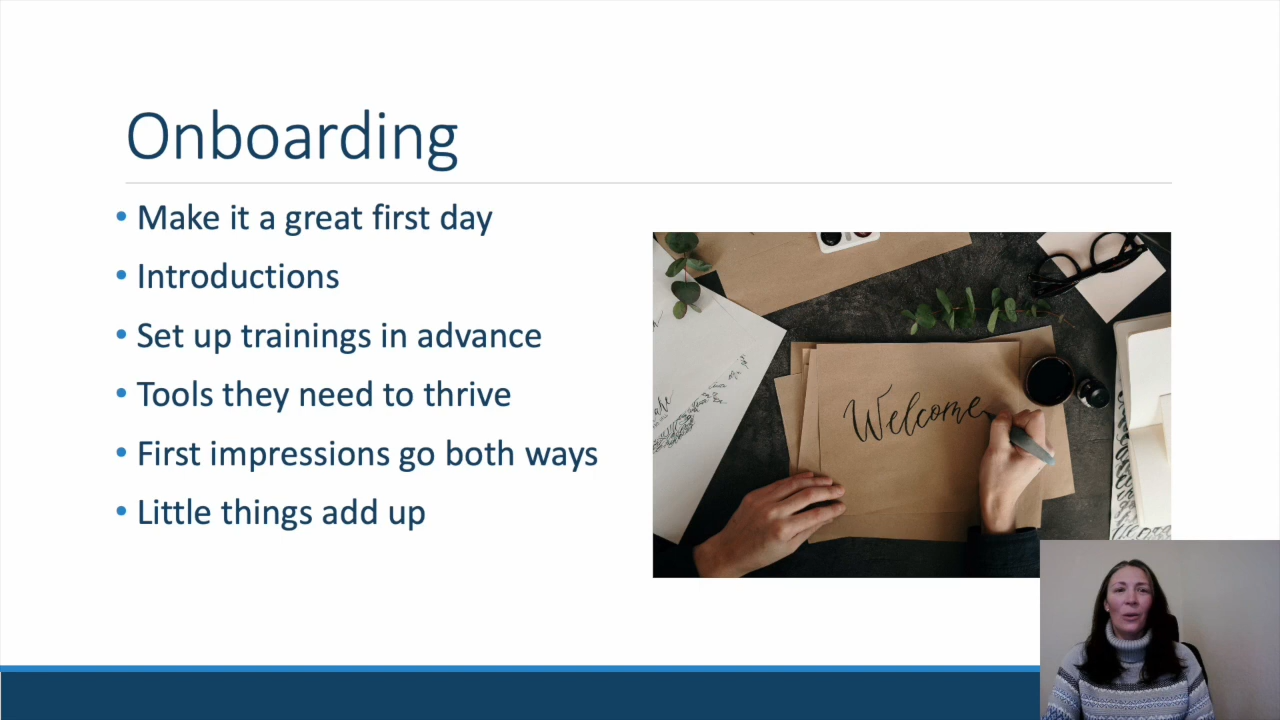 Onboarding
• Make it a great first day
• Introductions
• Set up trainings in advance
• Tools they need to thrive
• First impressions go both ways
• Little things add up
Welcome